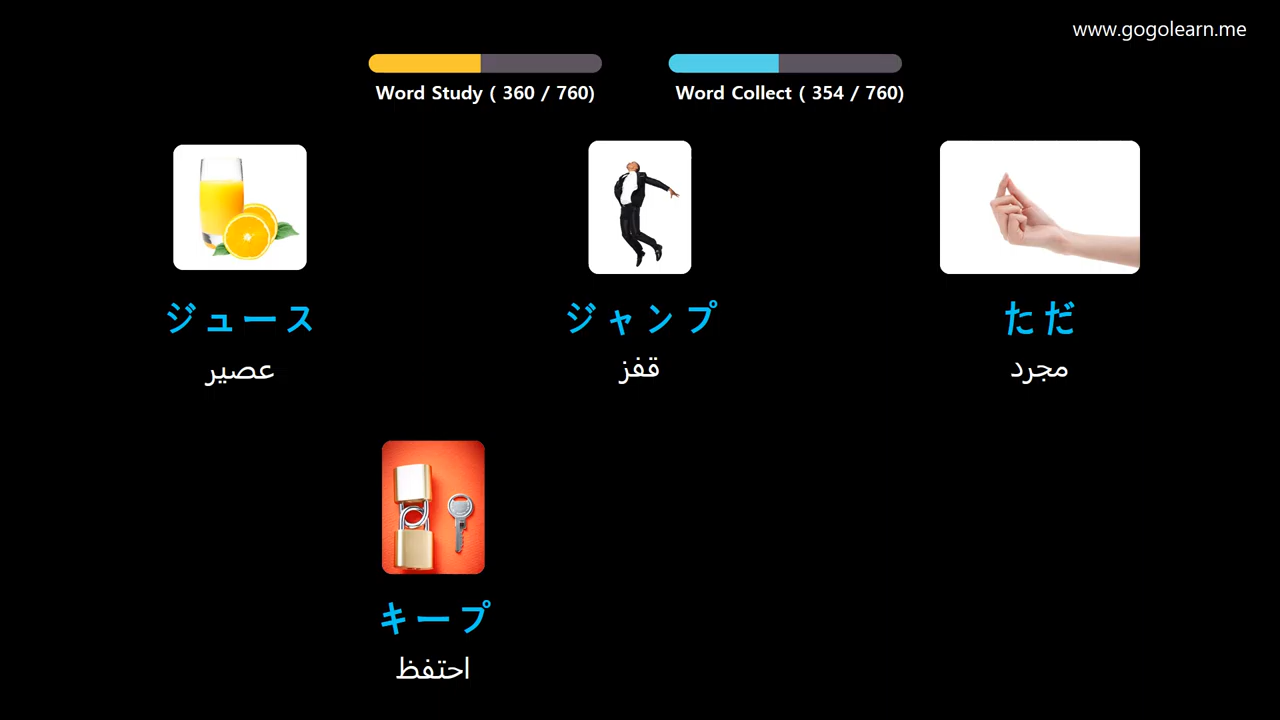 www.gogolearn.me
Word Study ( 360 / 760)
Word Collect ( 354 / 760)
ジュース
ジャンプ
ただ
عصير
قفز
مجرد
キープ
احتفظ